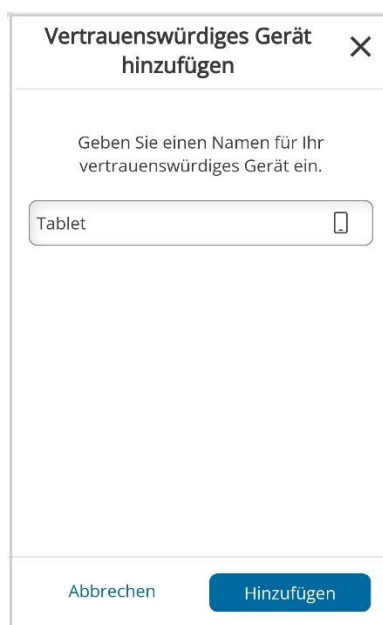 Vertrauenswürdiges Gerät
hinzufügen
Geben Sie einen Namen für Ihr
vertrauenswürdiges Gerät ein.
Tablet
Abbrechen
Hinzufügen